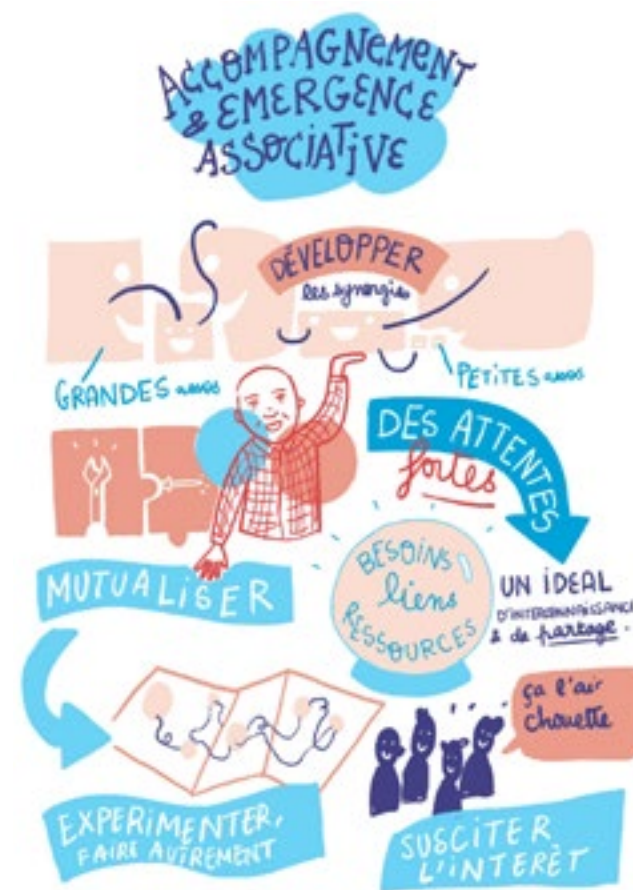 ACCOMPAGNEMENT
& EMERGENCE
ASSOCIATIVE
DÉVELOPPER
les synergies
GRANDES assos
PETITES assos
DES ATTENTES
fortes
MUTUALISER
BESOINS
liens
RESSOURCES
UN IDEAL
D'INTERCONNAISSANCE
& de partage.
ça l'air
chouette
EXPERIMENTER,
FAIRE AUTREMENT
SUSCITER
L'INTERÊT